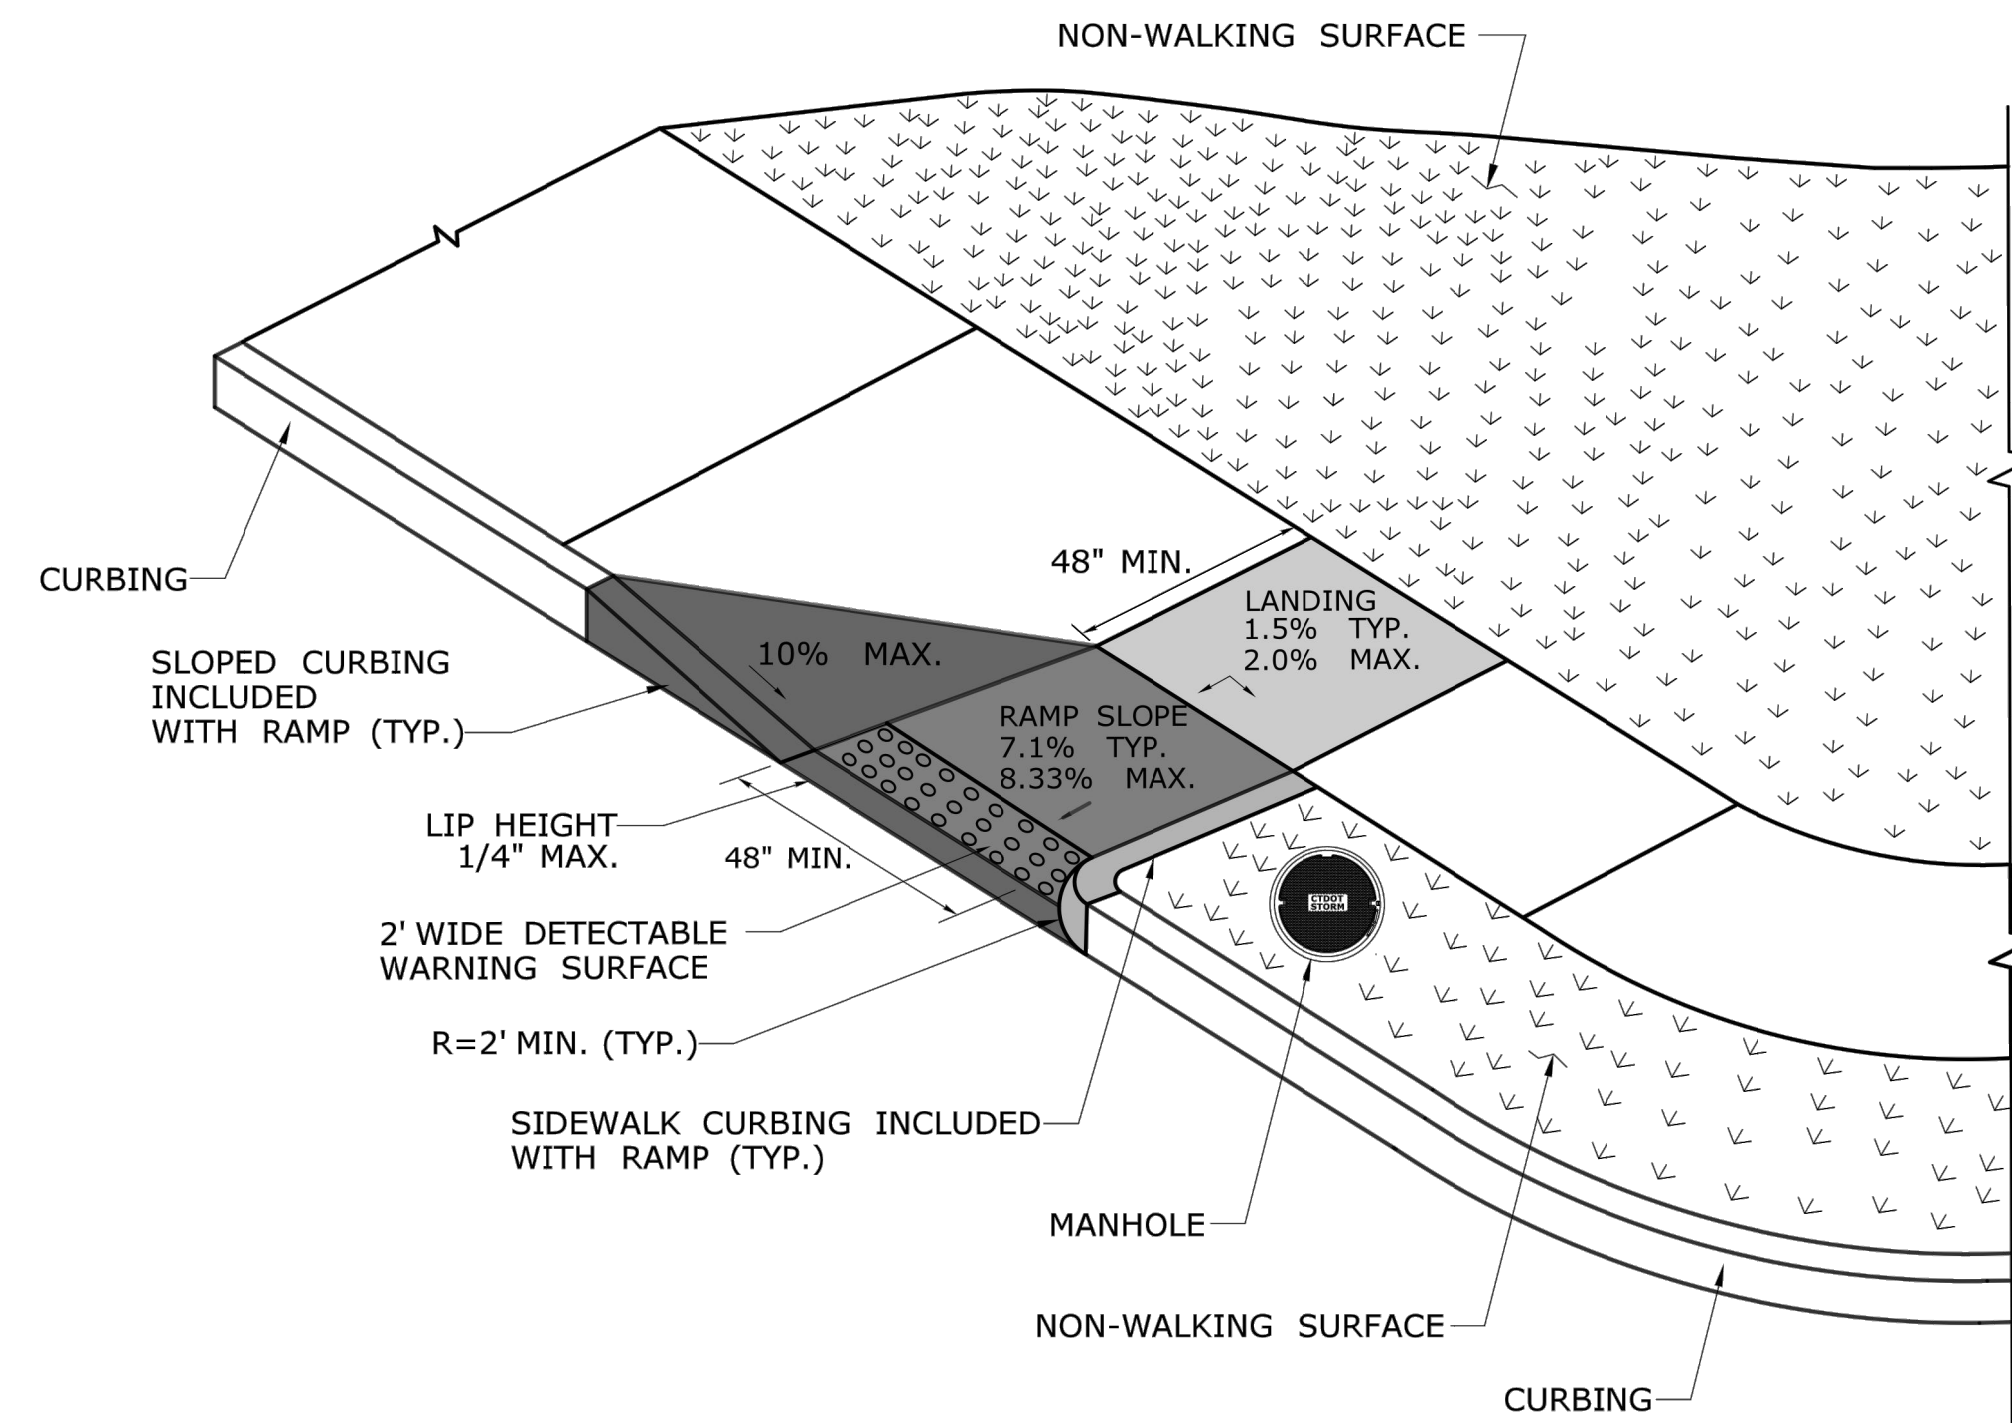 NON-WALKING SURFACE
48" MIN.
CURBING
LANDING
1.5% TYP.
2.0% MAX.
10% MAX.
SLOPED CURBING
INCLUDED
WITH RAMP (TYP.)
RAMP SLOPE
7.1% TYP.
8.33% MAX.
LIP HEIGHT
1/4" MAX.
48" MIN.
CTDOT
STORM
2' WIDE DETECTABLE
WARNING SURFACE
R=2' MIN. (TYP.)
SIDEWALK CURBING INCLUDED
WITH RAMP (TYP.)
MANHOLE
NON-WALKING SURFACE
CURBING